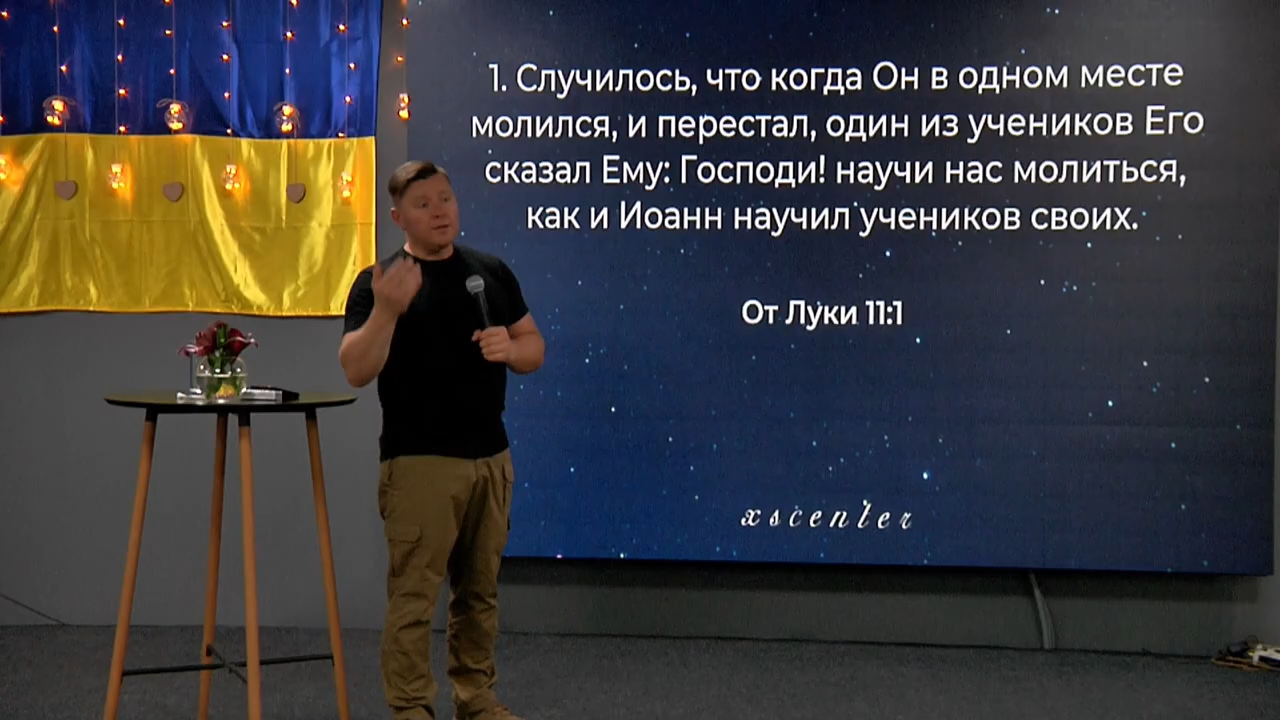 1. Случилось, что когда Он в одном месте
молился, и перестал, один из учеников Его
сказал Ему: Господи! научи нас молиться,
как и Иоанн научил учеников своих.
От Луки 11:1
xscenter